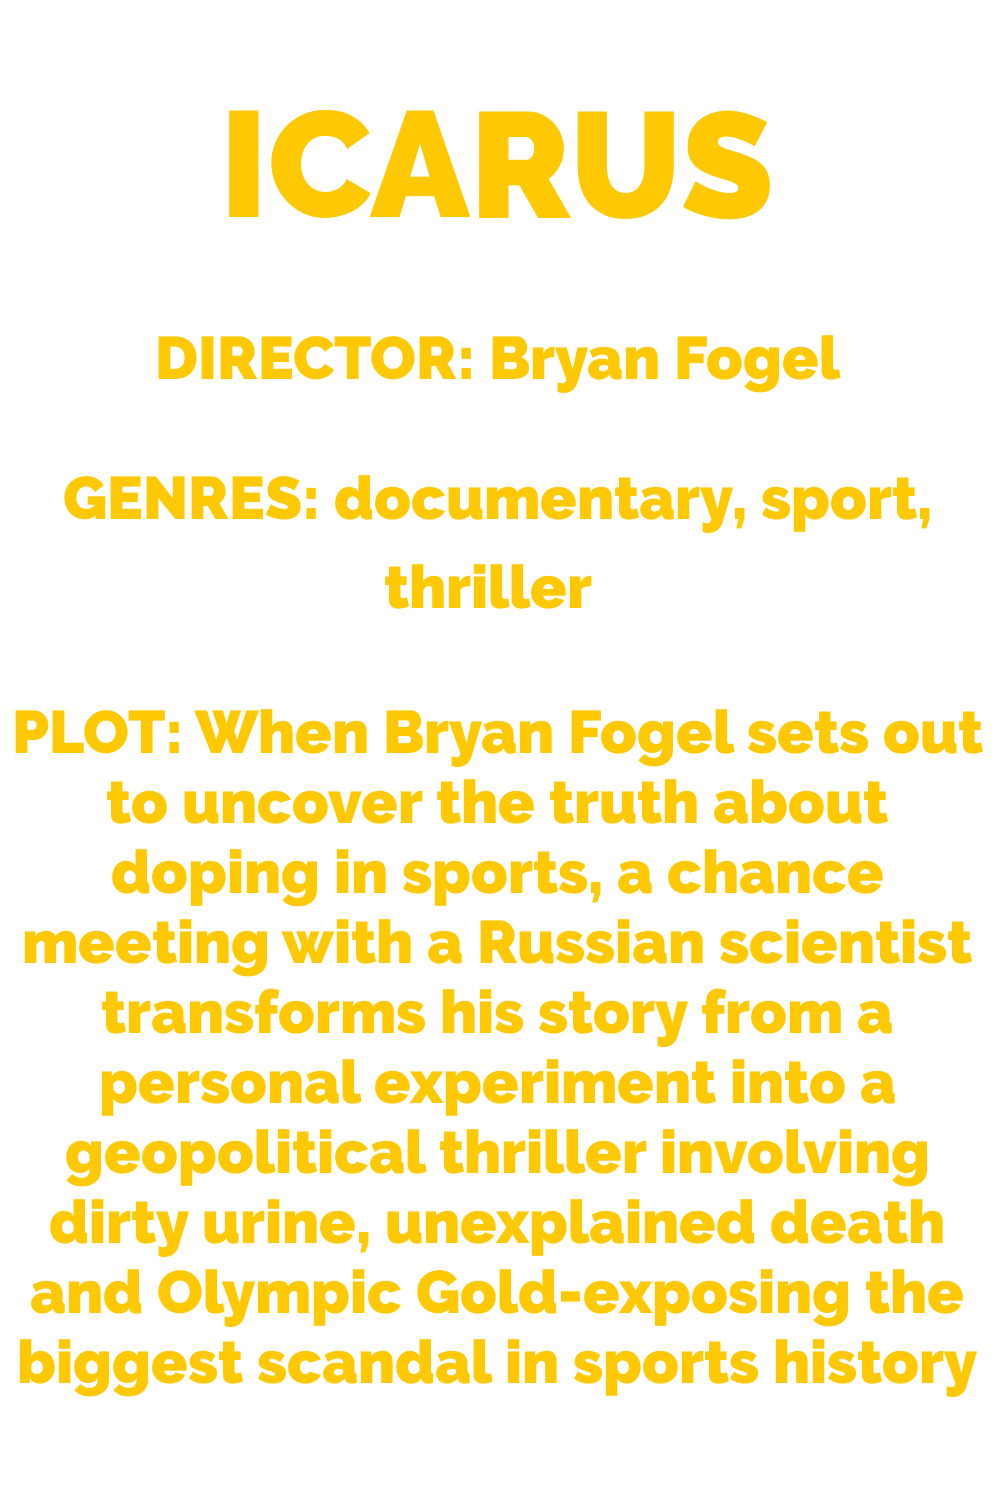 ICARUS
DIRECTOR: Bryan Fogel
GENRES: documentary, sport,
thriller
PLOT: When Bryan Fogel sets out
to uncover the truth about
doping in sports, a chance
meeting with a Russian scientist
transforms his story from a
personal experiment into a
geopolitical thriller involving
dirty urine, unexplained death
and Olympic Gold-exposing the
biggest scandal in sports history